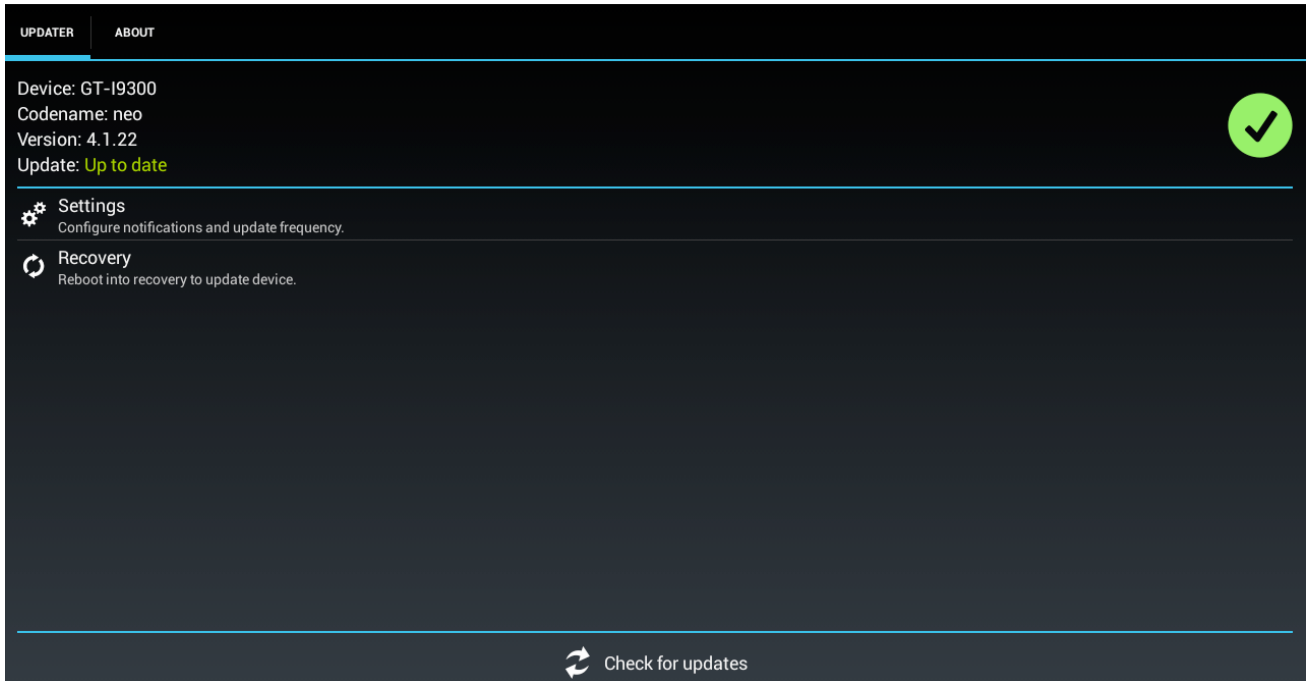 UPDATER ABOUT
Device: GT-I9300
Codename: neo
Version: 4.1.22
Update: Up to date
Settings
Configure notifications and update frequency.
Recovery
Reboot into recovery to update device.
Check for updates